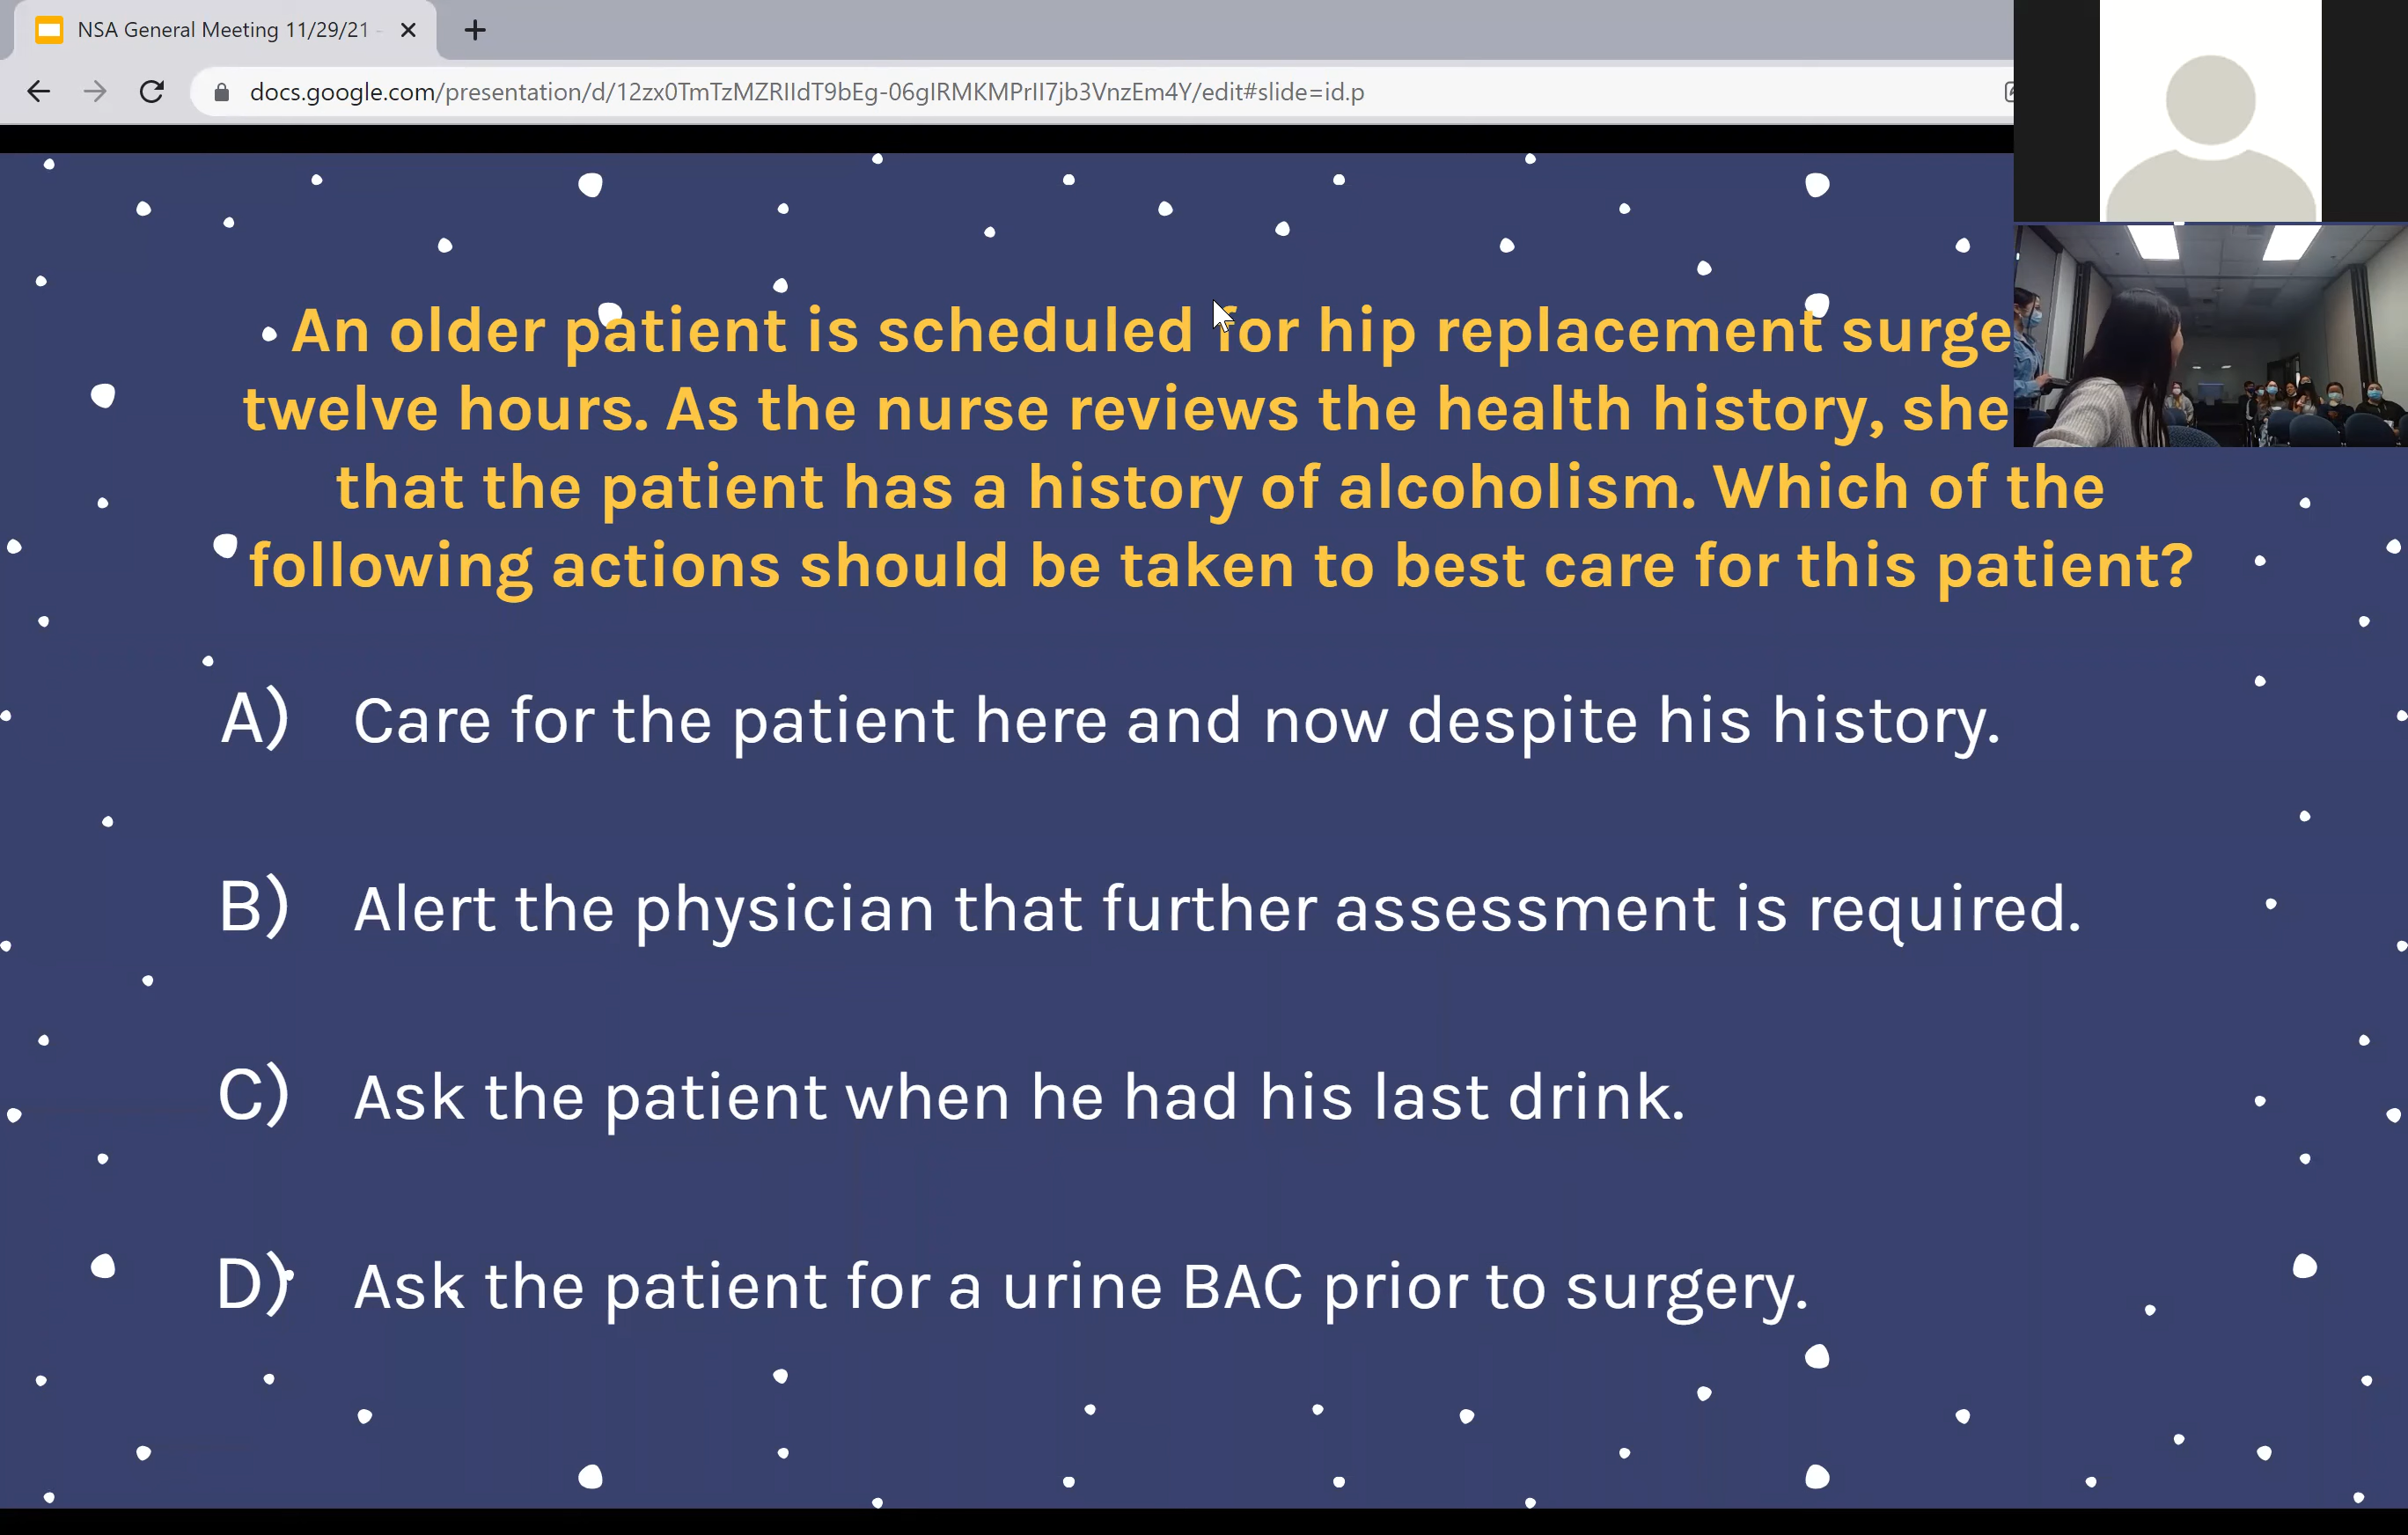 NSA General Meeting 11/29/21 -
docs.google.com/presentation/d/12zx0TmTzMZRIIdT9bEg-06gIRMKMPrII7jb3VnzEm4Y/edit#slide=id.p
An older patient is scheduled for hip replacement surge
twelve hours. As the nurse reviews the health history, she
that the patient has a history of alcoholism. Which of the
following actions should be taken to best care for this patient?
A) Care for the patient here and now despite his history.
B) Alert the physician that further assessment is required.
C) Ask the patient when he had his last drink.
D) Ask the patient for a urine BAC prior to surgery.